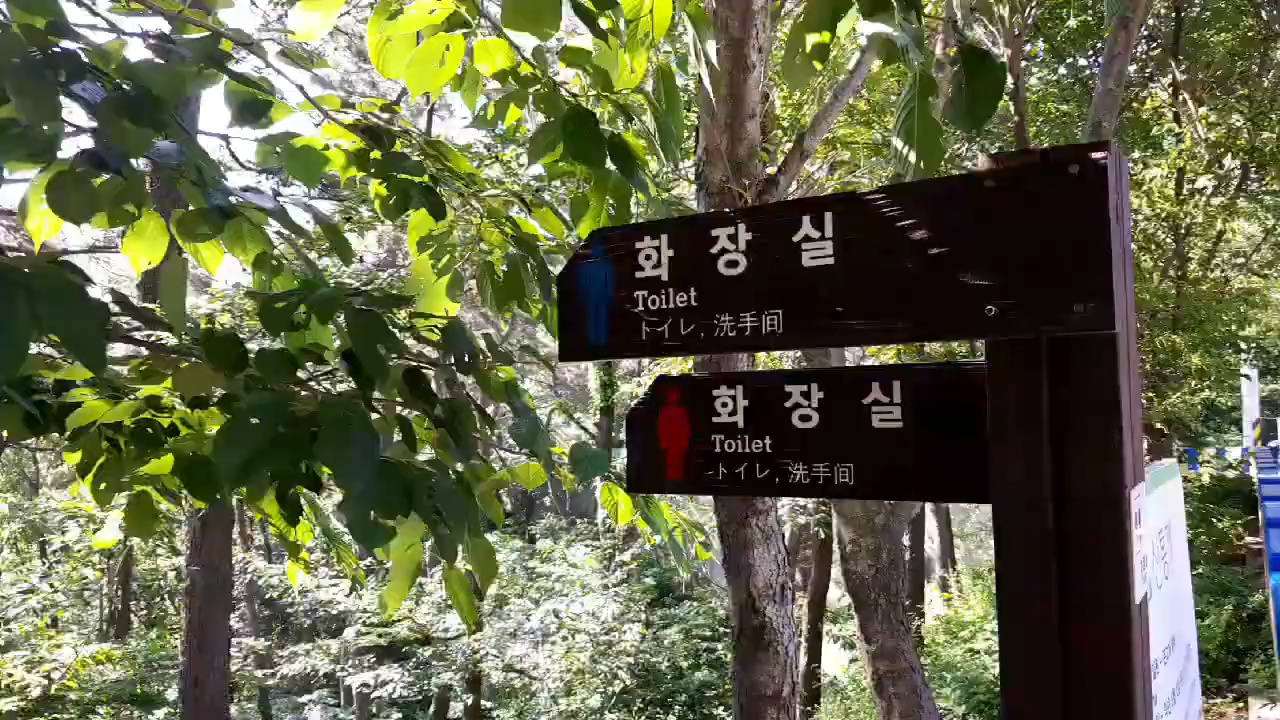 화장실
Toilet
トイレ, 洗手间
화장실
Toilet
トイレ, 洗手间